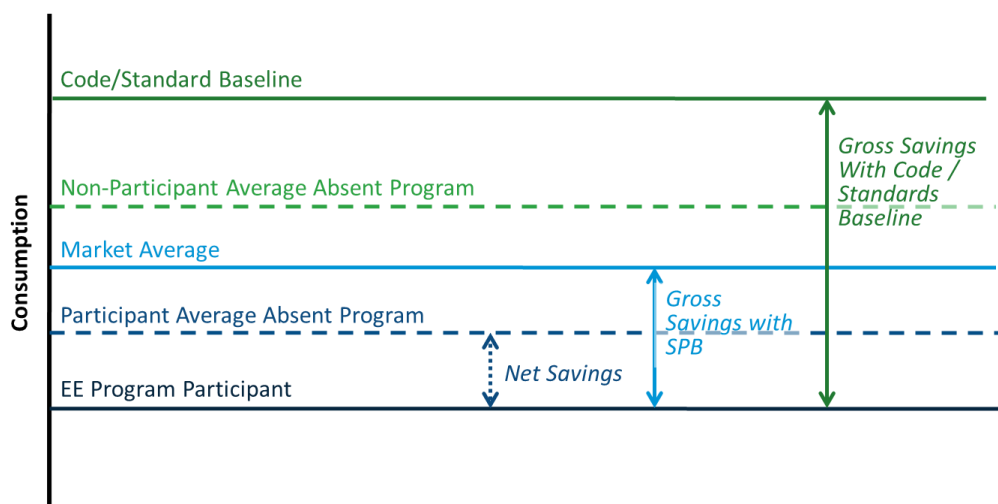 Code/Standard Baseline
Gross Savings
With Code /
Standards
Baseline
Non-Participant Average Absent Program
Market Average
Gross
Savings with
SPB
Participant Average Absent Program
Net Savings
EE Program Participant
Consumption